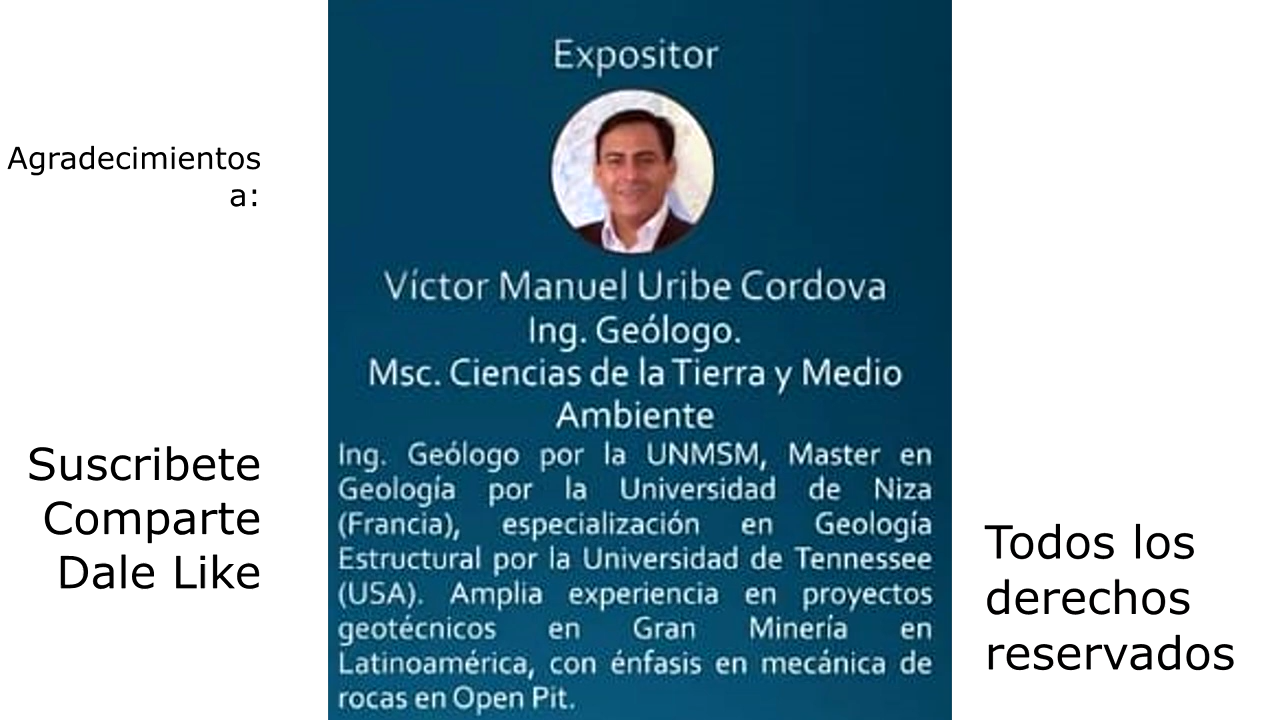 Agradecimientos
a:
Suscribete
Comparte
Dale Like
Expositor
Víctor Manuel Uribe Cordova
Ing. Geólogo.
Msc. Ciencias de la Tierra y Medio
Ambiente
Ing. Geólogo por la UNMSM, Master en
Geología por la Universidad de Niza
(Francia), especialización en Geología
Estructural por la Universidad de Tennessee
(USA). Amplia experiencia en proyectos
geotécnicos en Gran Minería en
Latinoamérica, con énfasis en mecánica de
rocas en Open Pit.
Todos los
derechos
reservados